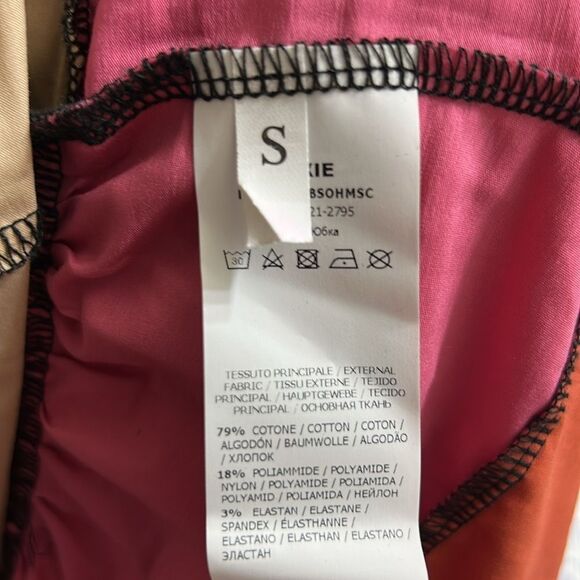 S
XIE
BSOHMSC
21-2795
Юбка
30
TESSUTO PRINCIPALE / EXTERNAL
FABRIC / TISSU EXTERNE / TEJIDO
PRINCIPAL / HAUPTGEWEBE / TECIDO
PRINCIPAL / ОСНОВНАЯ ТКАНЬ
79% COTONE / COTTON / COTON /
ALGODÓN / BAUMWOLLE / ALGODÃO
/ ХЛОПОК
18% POLIAMMIDE / POLYAMIDE /
NYLON / POLYAMIDE / POLIAMIDA /
POLYAMID / POLIAMIDA / НЕЙЛОН
3% ELASTAN / ELASTANE /
SPANDEX / ÉLASTHANNE /
ELASTANO / ELASTHAN / ELASTANO /
ЭЛАСТАН